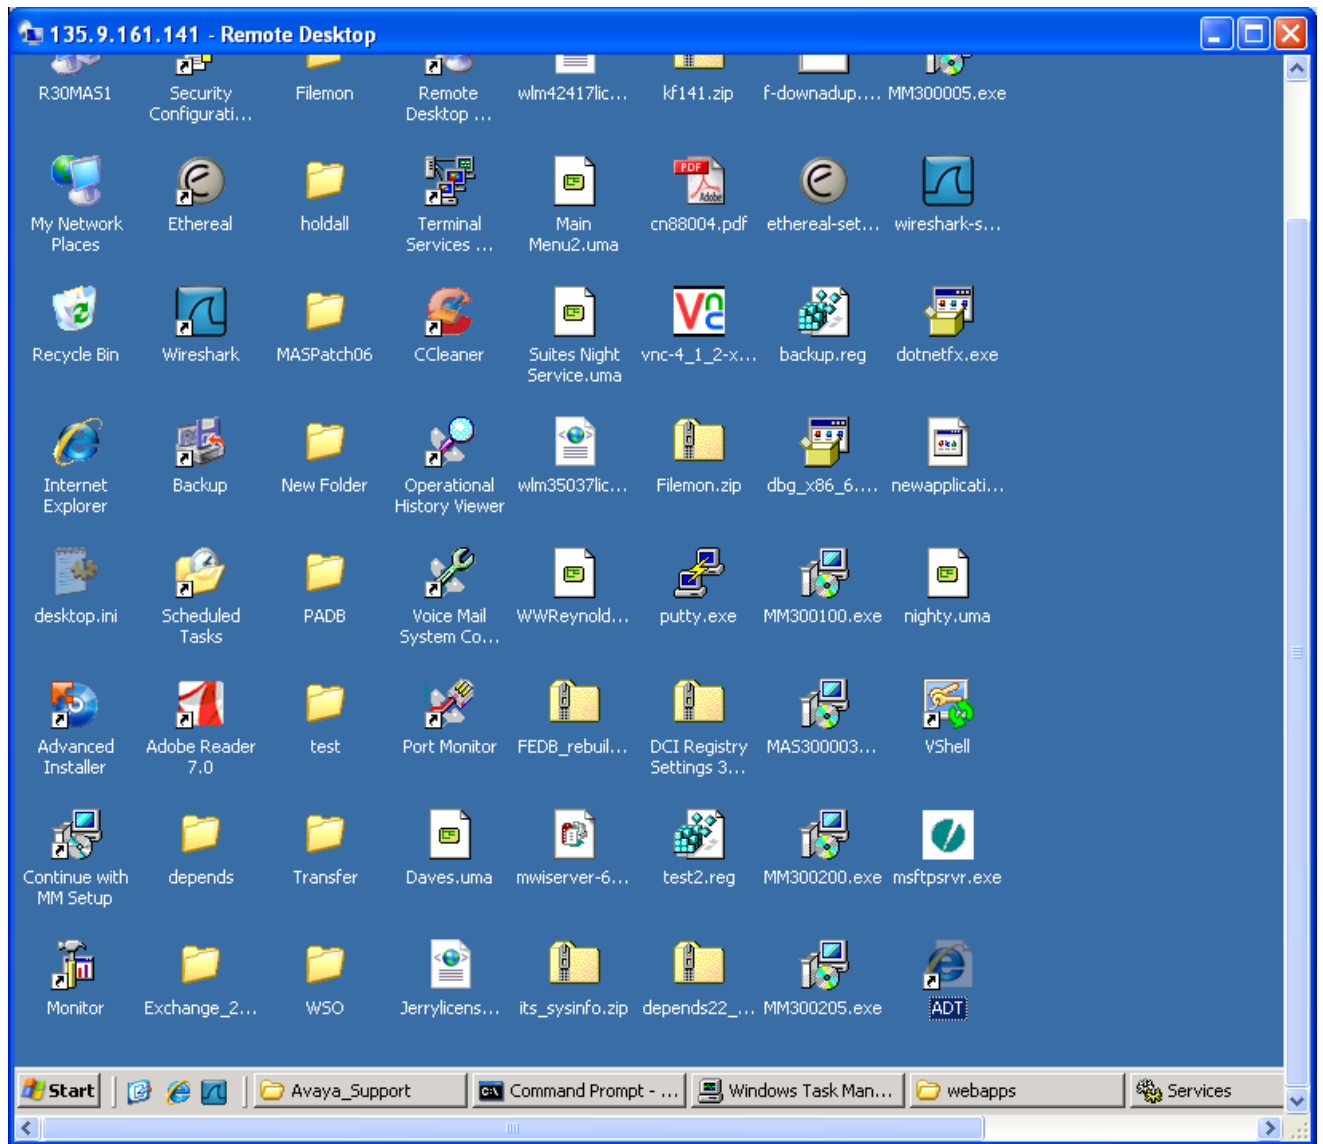 135.9.161.141 - Remote Desktop
R30MAS1
Security
Configurati...
Filemon
Remote
Desktop ...
wlm42417lic...
kf141.zip
f-downadup....
MM300005.exe
My Network
Places
Ethereal
holdall
Terminal
Services ...
Main
Menu2.uma
PDF
Adobe
cn88004.pdf
ethereal-set...
wireshark-s...
Recycle Bin
Wireshark
MASPatch06
CCleaner
Suites Night
Service.uma
vnc-4_1_2-x...
backup.reg
dotnetfx.exe
Internet
Explorer
Backup
New Folder
Operational
History Viewer
wlm35037lic...
Filemon.zip
dbg_x86_6....
newapplicati...
desktop.ini
Scheduled
Tasks
PADB
Voice Mail
System Co...
WWReynold...
putty.exe
MM300100.exe
nighty.uma
Advanced
Installer
Adobe Reader
7.0
test
Port Monitor
FEDB_rebuil...
DCI Registry
Settings 3...
MAS300003...
VShell
Continue with
MM Setup
depends
Transfer
Daves.uma
mwiserver-6...
test2.reg
MM300200.exe
msftpsrvr.exe
Monitor
Exchange_2...
WSO
Jerrylicens...
its_sysinfo.zip
depends22_...
MM300205.exe
ADT
Start
Avaya_Support
Command Prompt - ...
Windows Task Man...
webapps
Services